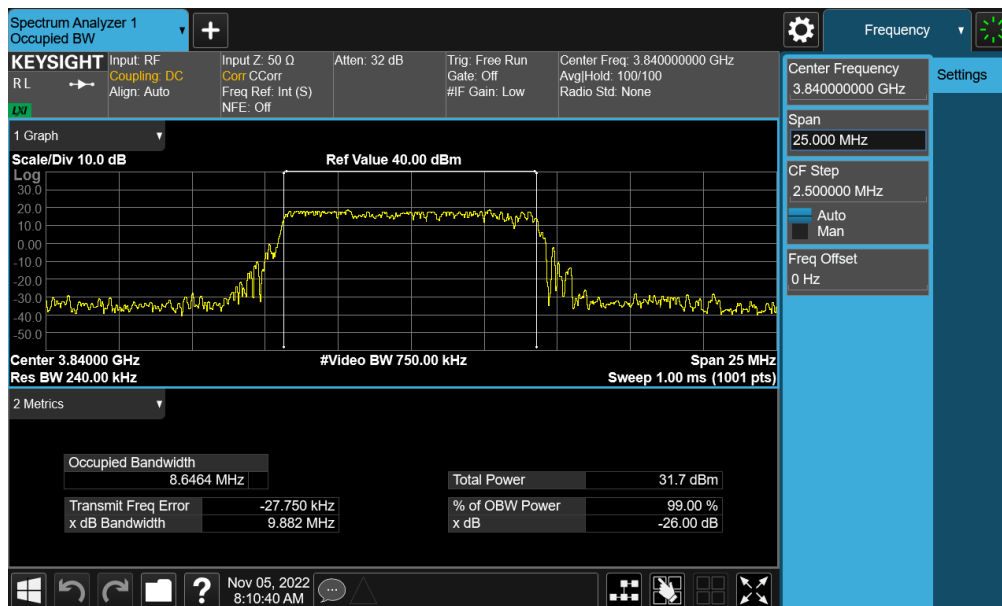 Spectrum Analyzer 1
Occupied BW
+
Frequency
KEYSIGHT
R L
LXI
Input: RF
Coupling: DC
Align: Auto
Input Z: 50 Ω
Corr CCorr
Freq Ref: Int (S)
NFE: Off
Atten: 32 dB
Trig: Free Run
Gate: Off
#IF Gain: Low
Center Freq: 3.840000000 GHz
Avg|Hold: 100/100
Radio Std: None
Center Frequency
3.840000000 GHz
Settings
Span
25.000 MHz
CF Step
2.500000 MHz
Auto
Man
Freq Offset
0 Hz
1 Graph
Scale/Div 10.0 dB
Ref Value 40.00 dBm
Log
30.0
20.0
10.0
0.00
-10.0
-20.0
-30.0
-40.0
-50.0
Center 3.84000 GHz
#Video BW 750.00 kHz
Span 25 MHz
Res BW 240.00 kHz
Sweep 1.00 ms (1001 pts)
2 Metrics
Occupied Bandwidth
8.6464 MHz
Total Power 31.7 dBm
Transmit Freq Error -27.750 kHz
% of OBW Power 99.00 %
x dB Bandwidth 9.882 MHz
x dB -26.00 dB
?
Nov 05, 2022
8:10:40 AM